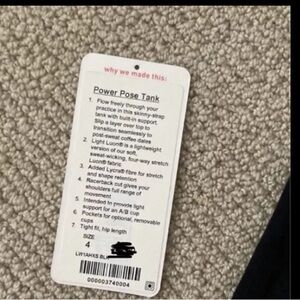 why we made this:
Power Pose Tank
1. Flow freely through your
practice in this skinny-strap
tank with built-in support.
Slip a layer over top to
transition seamlessly to
post-sweat coffee dates
2. Light Luon® is a lightweight
version of our soft,
sweat-wicking, four-way stretch
Luon® fabric
3. Added Lycra® fibre for stretch
and shape retention
4. Racerback cut gives your
shoulders full range of
movement
5. Intended to provide light
support for an A/B cup
6. Pockets for optional, removable
cups
7. Tight fit, hip length
SIZE
4
LW1AHXS BLK
000003740004